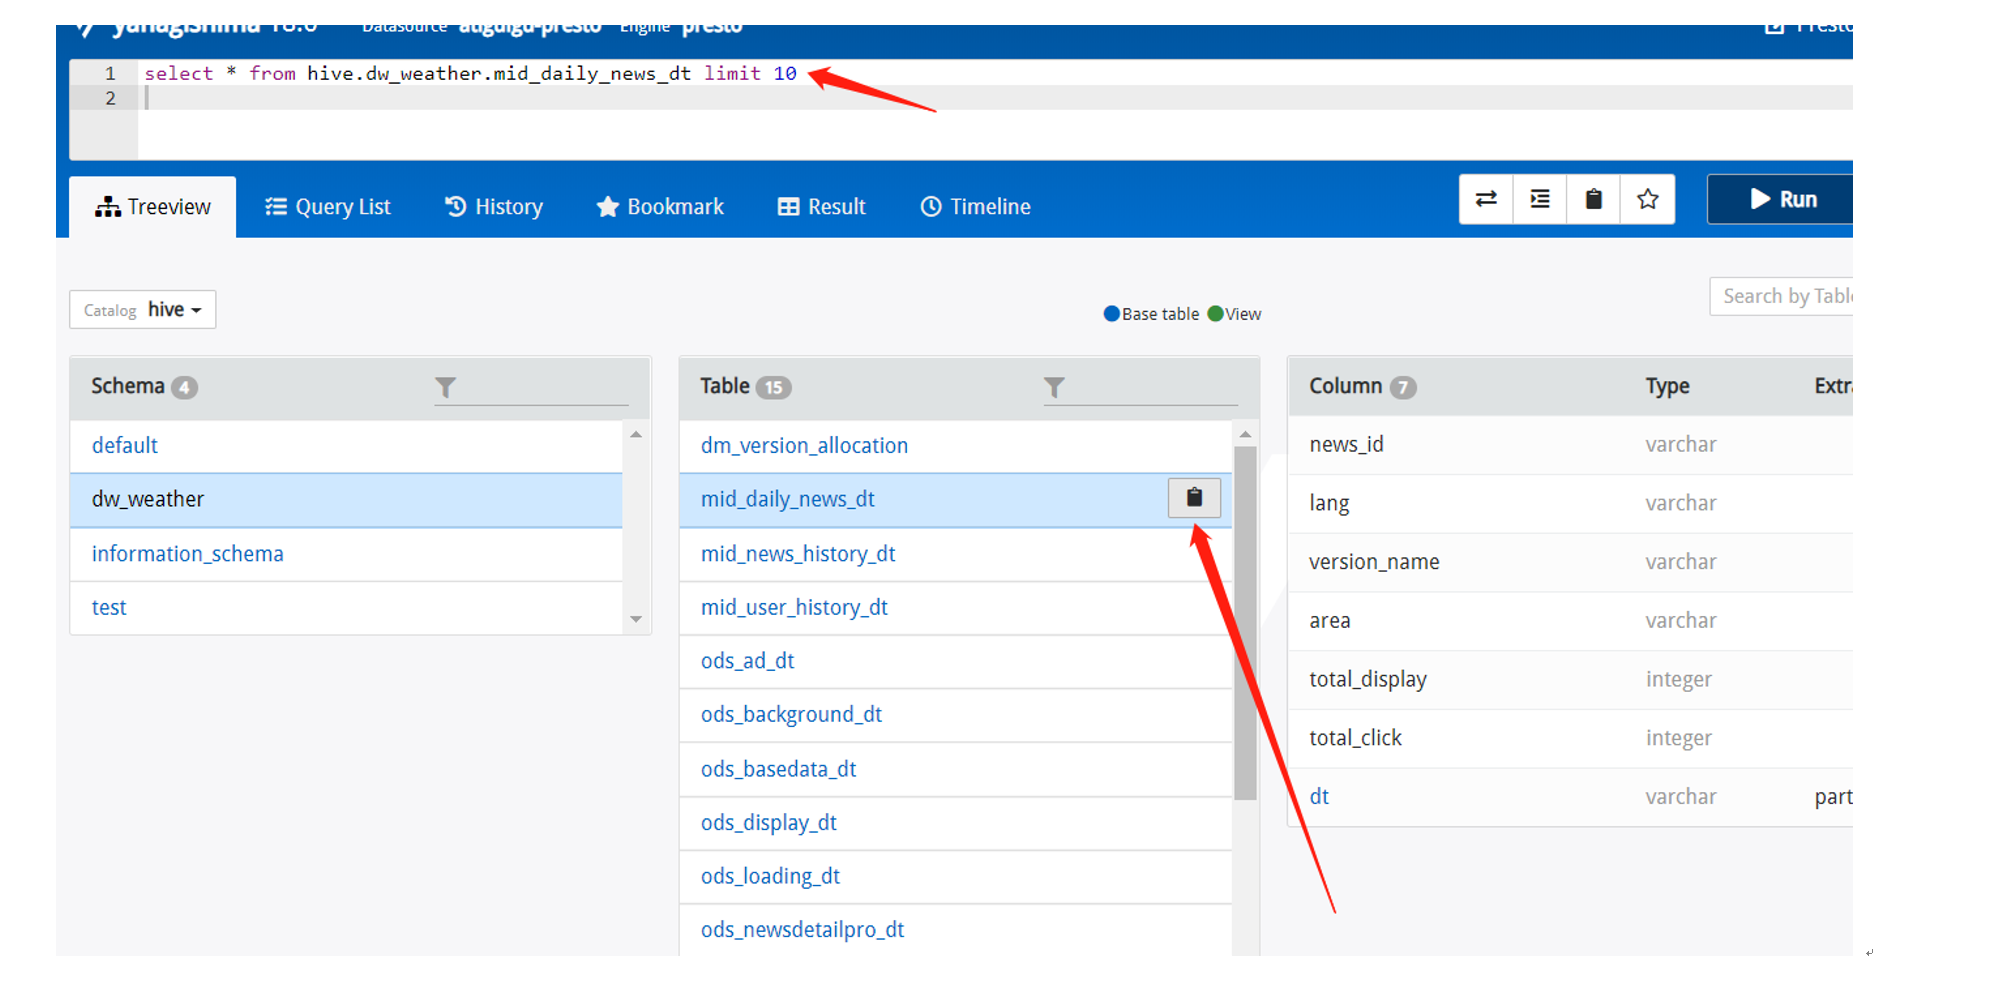 yanagishima 18.0 Datasource atiguigu-presto Engine presto
1 select * from hive.dw_weather.mid_daily_news_dt limit 10
2
Treeview Query List History Bookmark Result Timeline Run
Catalog hive
Base table View
Search by Table
Schema 4
default
dw_weather
information_schema
test
Table 15
dm_version_allocation
mid_daily_news_dt
mid_news_history_dt
mid_user_history_dt
ods_ad_dt
ods_background_dt
ods_basedata_dt
ods_display_dt
ods_loading_dt
ods_newsdetailpro_dt
Column 7 Type
news_id varchar
lang varchar
version_name varchar
area varchar
total_display integer
total_click integer
dt varchar part